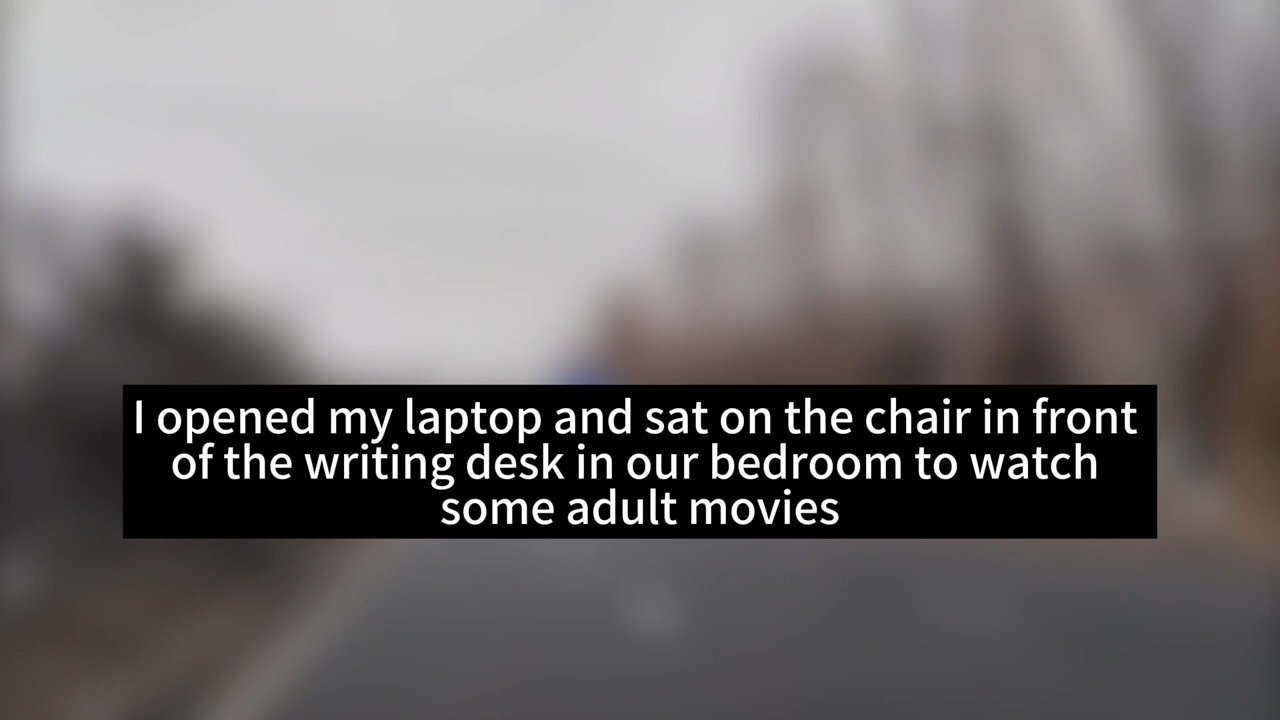 I opened my laptop and sat on the chair in front
of the writing desk in our bedroom to watch
some adult movies